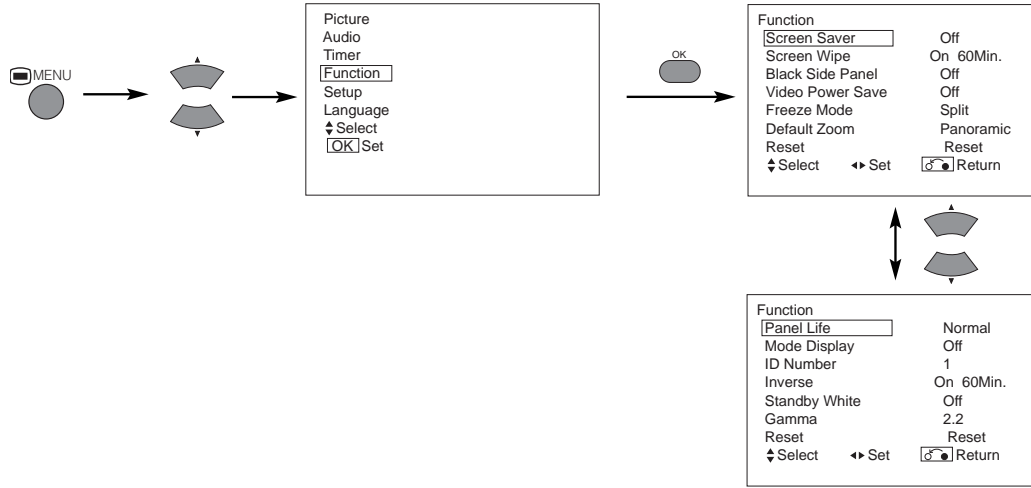 MENU
Picture
Audio
Timer
Function
Setup
Language
Select
OK Set
OK
Function
Screen Saver Off
Screen Wipe On 60Min.
Black Side Panel Off
Video Power Save Off
Freeze Mode Split
Default Zoom Panoramic
Reset Reset
Select Set Return
Function
Panel Life Normal
Mode Display Off
ID Number 1
Inverse On 60Min.
Standby White Off
Gamma 2.2
Reset Reset
Select Set Return